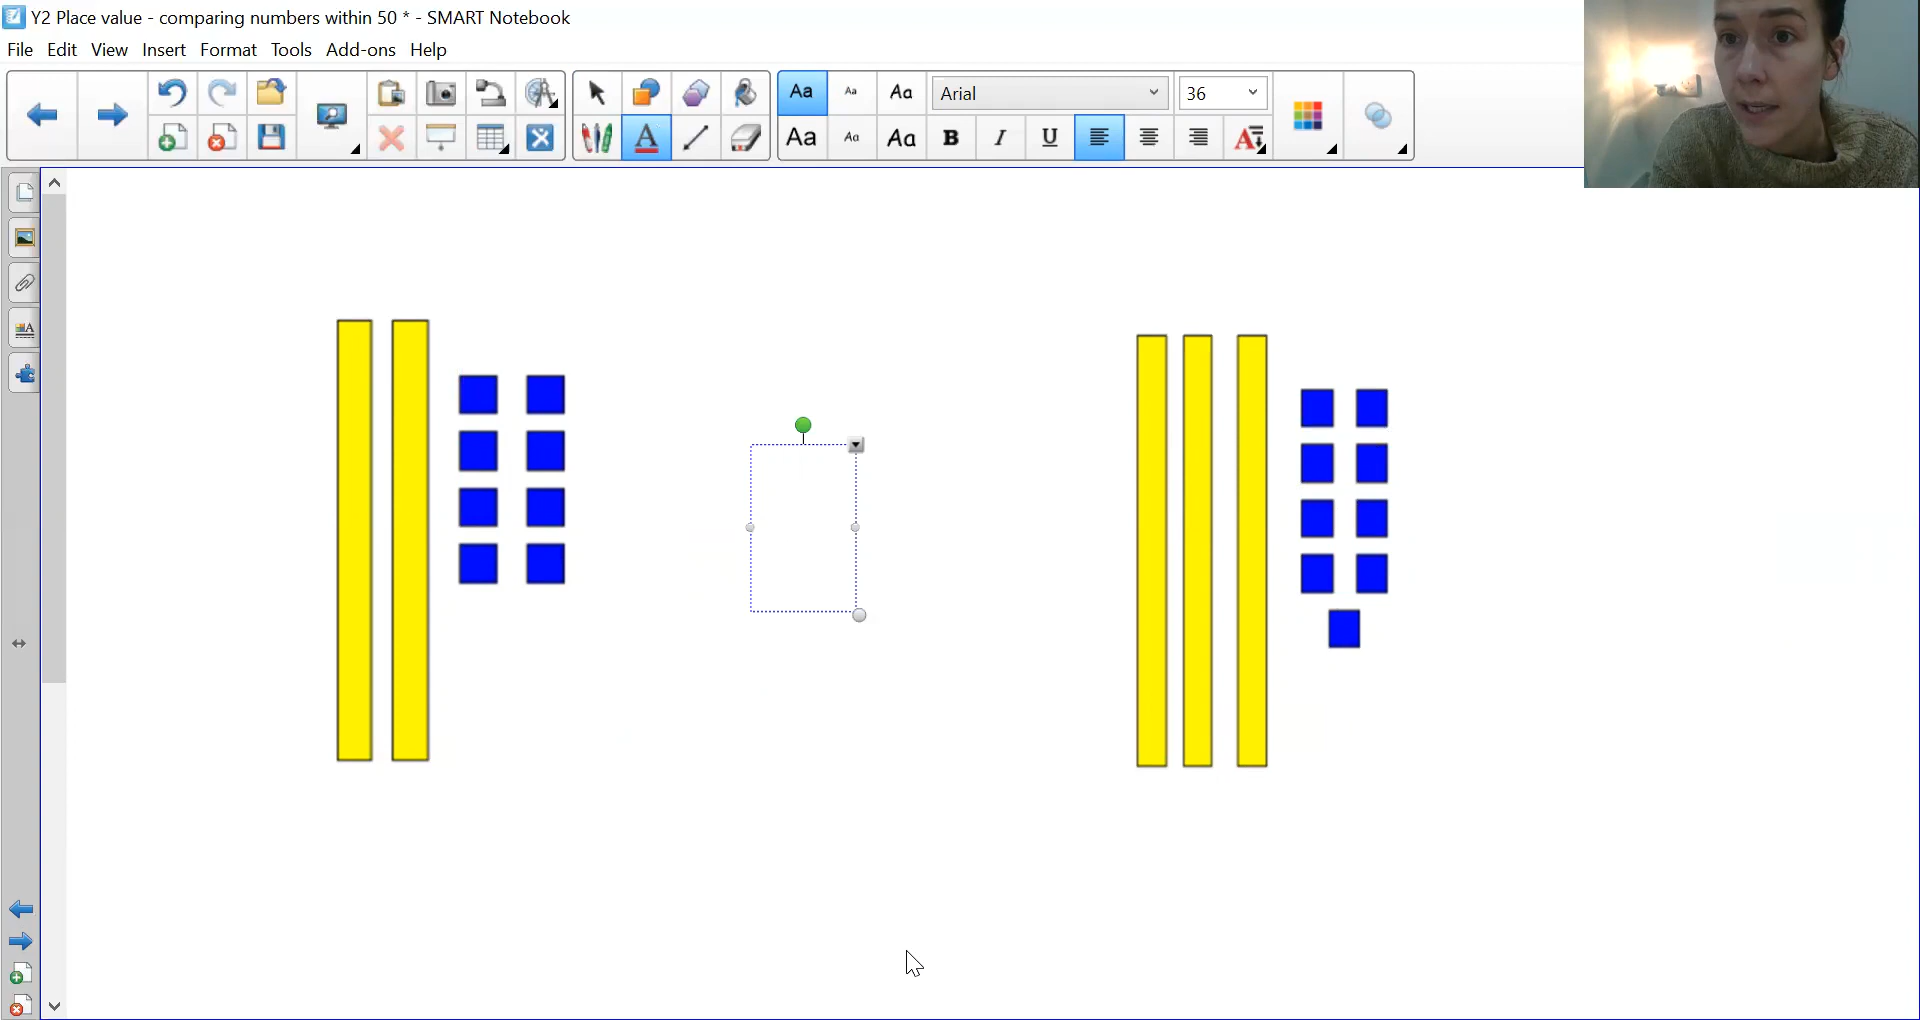 Y2 Place value - comparing numbers within 50 * - SMART Notebook
File Edit View Insert Format Tools Add-ons Help
Aa Aa Aa Arial 36
A Aa Aa Aa B I U A
A